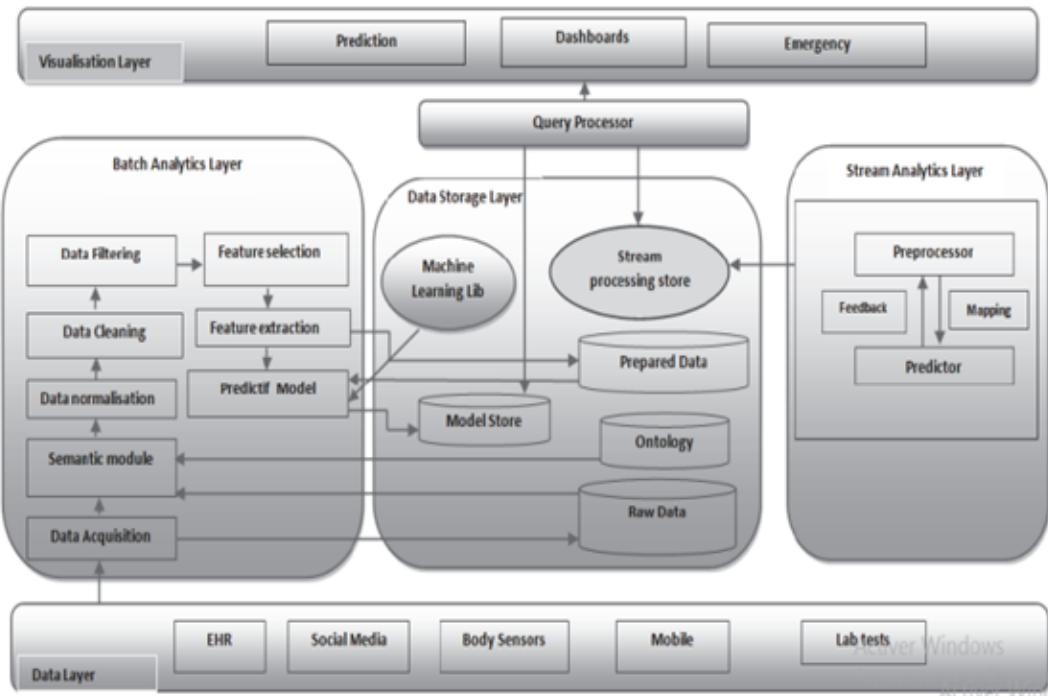 Prediction
Dashboards
Emergency
Visualisation Layer
Query Processor
Batch Analytics Layer
Data Filtering
Feature selection
Data Cleaning
Feature extraction
Data normalisation
Predictif Model
Semantic module
Data Acquisition
Data Storage Layer
Machine
Learning Lib
Stream
processing store
Prepared Data
Model Store
Ontology
Raw Data
Stream Analytics Layer
Preprocessor
Feedback
Mapping
Predictor
EHR
Social Media
Body Sensors
Mobile
Lab tests
Data Layer
Activer Windows